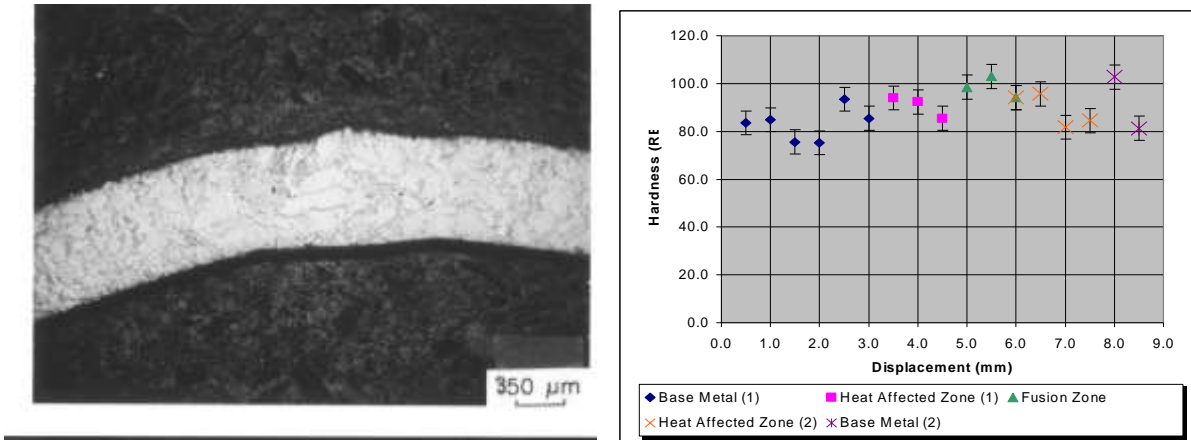 350 µm
120.0
100.0
80.0
60.0
40.0
20.0
0.0
Hardness (RE
0.0 1.0 2.0 3.0 4.0 5.0 6.0 7.0 8.0 9.0
Displacement (mm)
Base Metal (1) Heat Affected Zone (1) Fusion Zone
Heat Affected Zone (2) Base Metal (2)